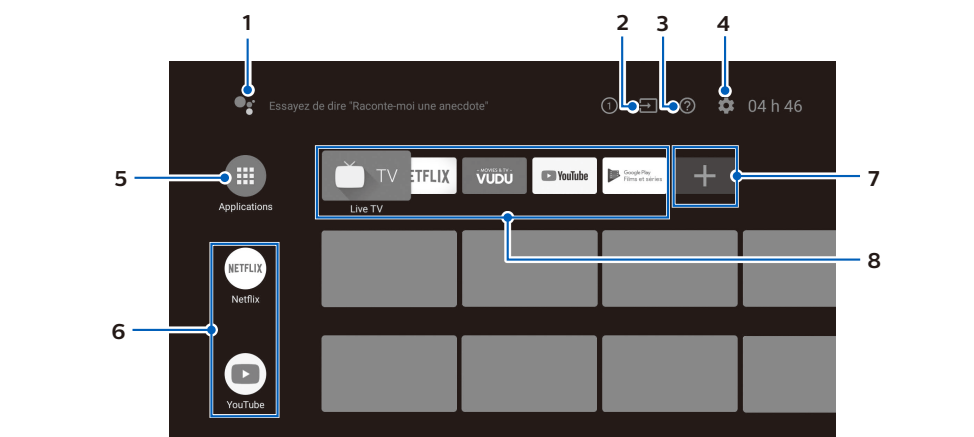 1
2
3
4
Essayez de dire "Raconte-moi une anecdote"
1
04 h 46
5
Applications
TV
ETFLIX
MOVIES & TV
VUDU
YouTube
Google Play
Films et séries
7
Live TV
8
6
NETFLIX
Netflix
YouTube